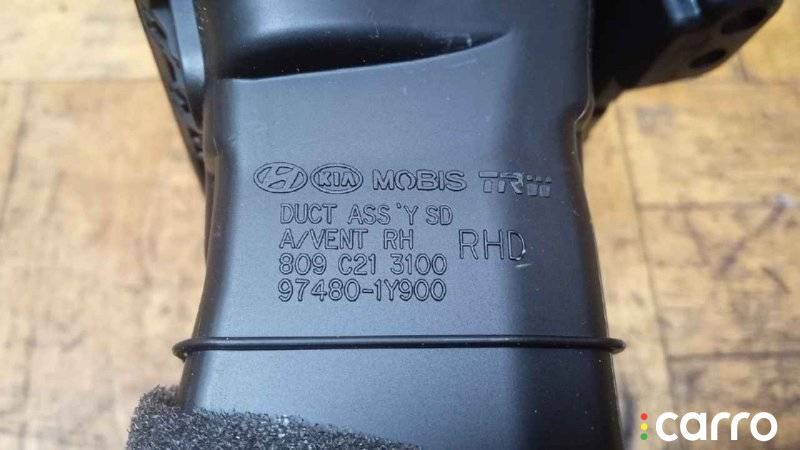 H KIA MOBIS TRW
DUCT ASS'Y SD
A/VENT RH RHD
809 C21 3100
97480-1Y900
carro